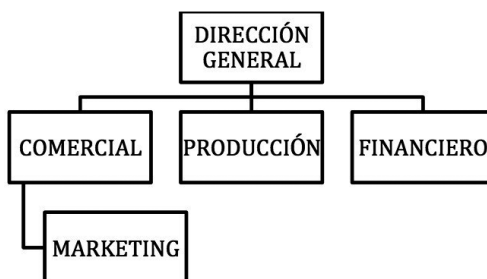 DIRECCIÓN
GENERAL
COMERCIAL
PRODUCCIÓN
FINANCIERO
MARKETING